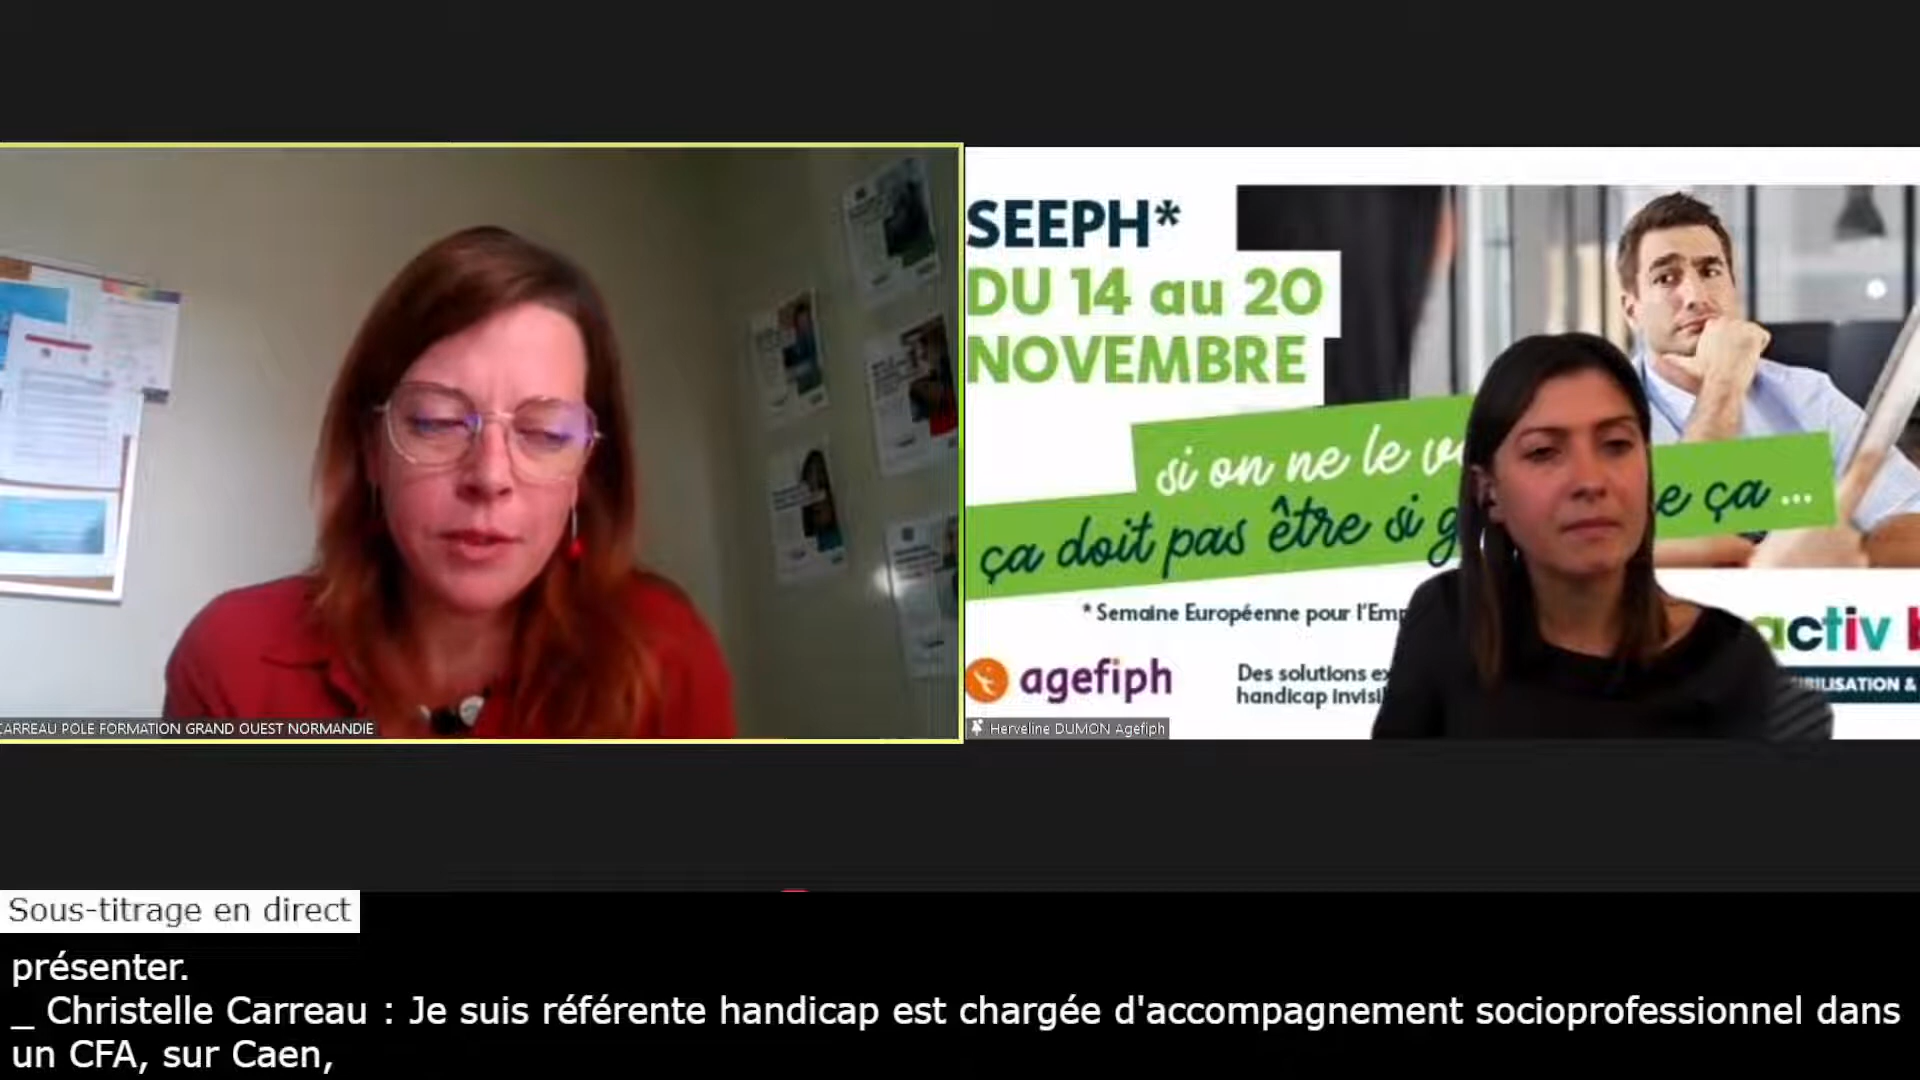 SEEPH*
DU 14 au 20
NOVEMBRE
si on ne le
ça doit pas être si
ça ...
* Semaine Européenne pour l'Emp
agefiph
Des solutions ex
handicap invisi
activ
BILISATION &
CARREAU POLE FORMATION GRAND OUEST NORMANDIE
Herveline DUMON Agefiph
Sous-titrage en direct
présenter.
_ Christelle Carreau : Je suis référente handicap est chargée d'accompagnement socioprofessionnel dans
un CFA, sur Caen,